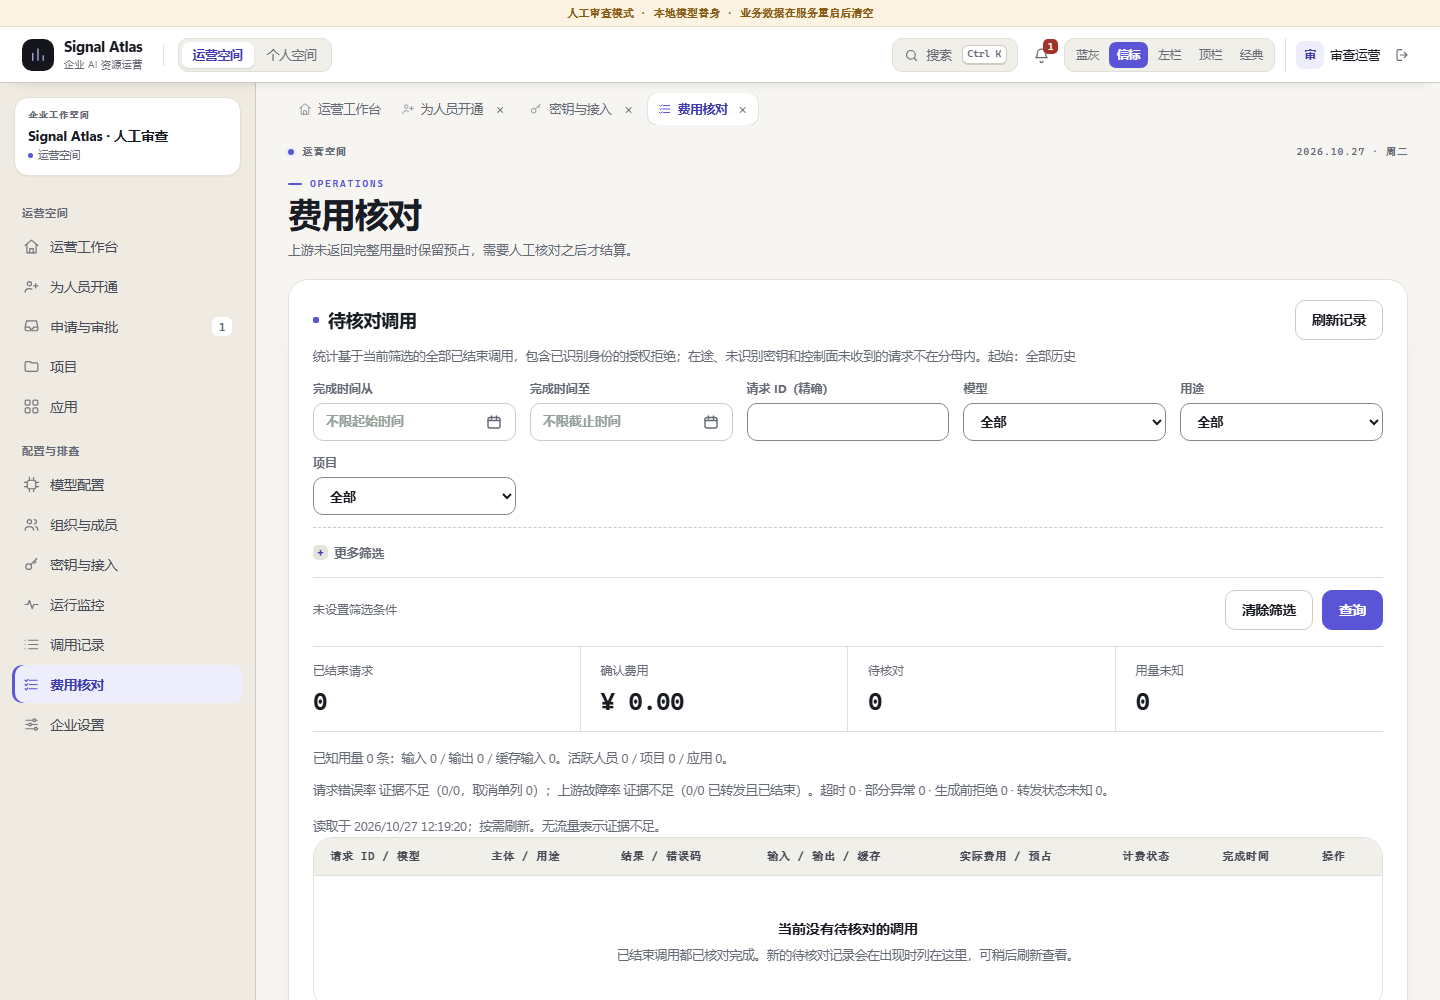 人工审查模式 · 本地模型替身 · 业务数据在服务重启后清空
Signal Atlas
企业 AI 资源运营
运营空间 个人空间
搜索 Ctrl K
1
蓝灰 信标 左栏 顶栏 经典
审 审查运营
企业工作空间
Signal Atlas · 人工审查
运营空间
运营空间
运营工作台
为人员开通
申请与审批 1
项目
应用
配置与排查
模型配置
组织与成员
密钥与接入
运行监控
调用记录
费用核对
企业设置
运营工作台 为人员开通 × 密钥与接入 × 费用核对 ×
运营空间 2026.10.27 · 周二
OPERATIONS
费用核对
上游未返回完整用量时保留预占，需要人工核对之后才结算。
待核对调用 刷新记录
统计基于当前筛选的全部已结束调用，包含已识别身份的授权拒绝；在途、未识别密钥和控制面未收到的请求不在分母内。起始：全部历史
完成时间从 完成时间至 请求 ID（精确） 模型 用途
不限起始时间 不限截止时间 全部 全部
项目
全部
+ 更多筛选
未设置筛选条件 清除筛选 查询
已结束请求 确认费用 待核对 用量未知
0 ¥ 0.00 0 0
已知用量 0 条：输入 0 / 输出 0 / 缓存输入 0。活跃人员 0 / 项目 0 / 应用 0。
请求错误率 证据不足（0/0，取消单列 0）；上游故障率 证据不足（0/0 已转发且已结束）。超时 0 · 部分异常 0 · 生成前拒绝 0 · 转发状态未知 0。
读取于 2026/10/27 12:19:20；按需刷新。无流量表示证据不足。
请求 ID / 模型 主体 / 用途 结果 / 错误码 输入 / 输出 / 缓存 实际费用 / 预占 计费状态 完成时间 操作
当前没有待核对的调用
已结束调用都已核对完成。新的待核对记录会在出现时列在这里，可稍后刷新查看。